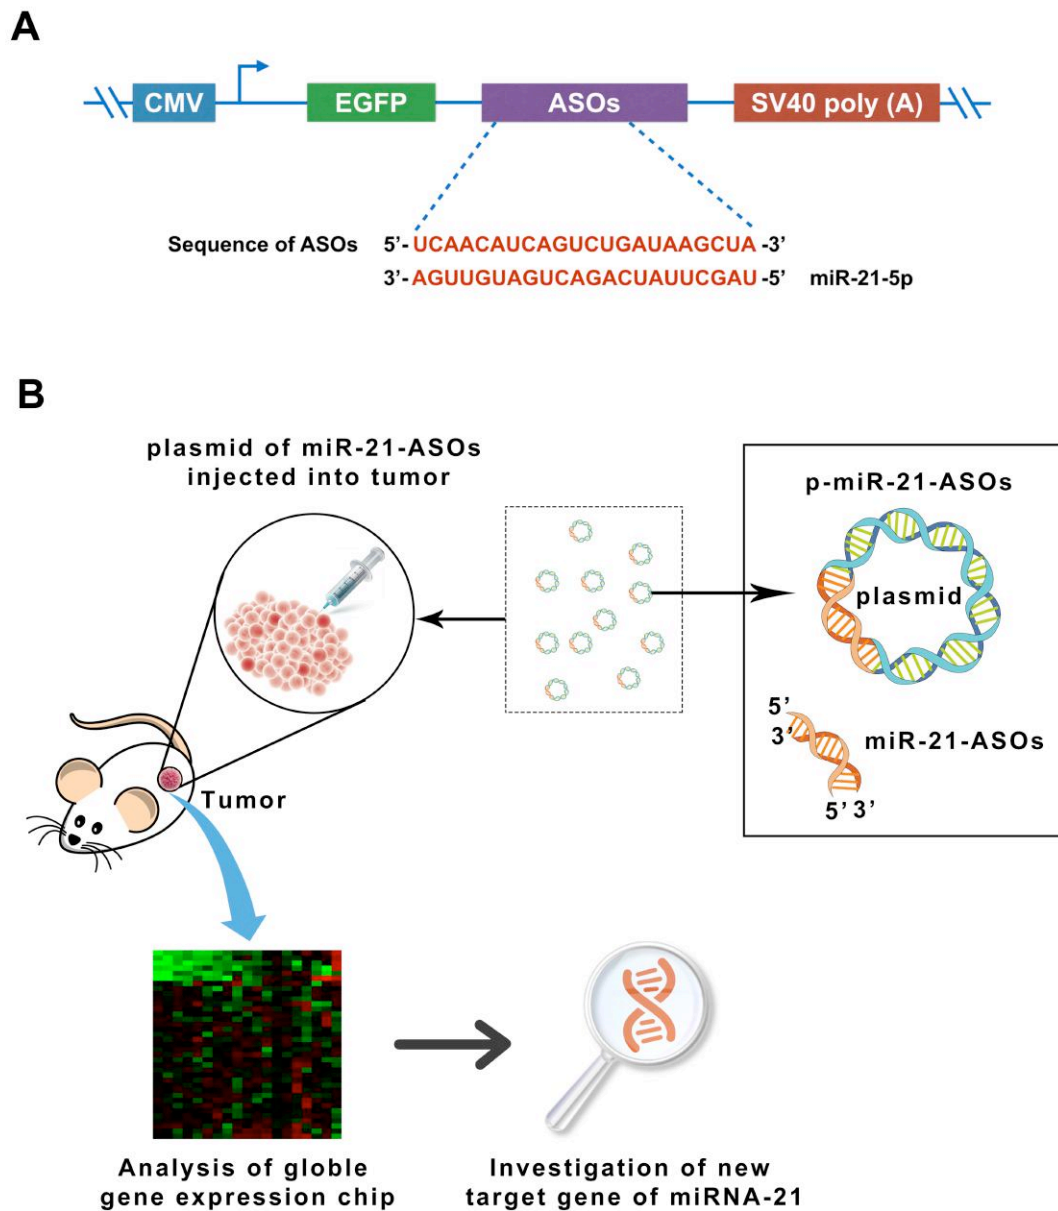 A
CMV
EGFP
ASOs
SV40 poly (A)
Sequence of ASOs 5’- UCAACAUCAGUCUGAUAAGCUA -3’
3’- AGUUGUAGUCAGACUAUUCGAU -5’ miR-21-5p
B
plasmid of miR-21-ASOs
injected into tumor
p-miR-21-ASOs
plasmid
5’
3’
miR-21-ASOs
5’ 3’
Tumor
Analysis of globle
gene expression chip
Investigation of new
target gene of miRNA-21